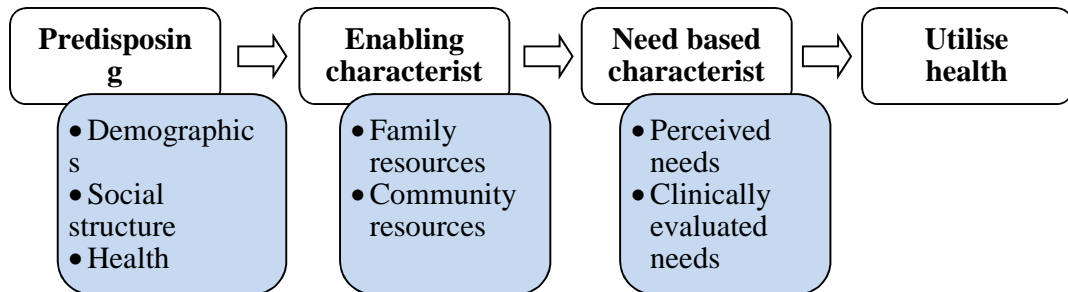 Predisposin
g
• Demographic
s
• Social
structure
• Health
Enabling
characterist
• Family
resources
• Community
resources
Need based
characterist
• Perceived
needs
• Clinically
evaluated
needs
Utilise
health